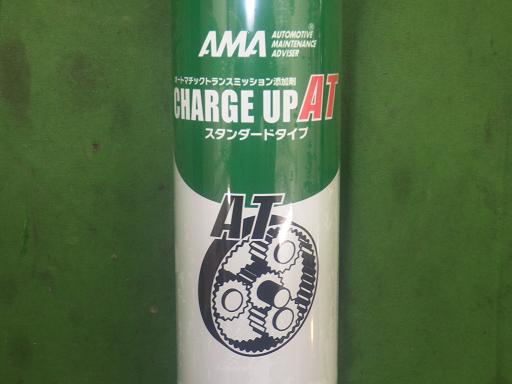 AMA®
AUTOMOTIVE
MAINTENANCE
ADVISER
オートマチックトランスミッション添加剤
CHARGE UP AT
スタンダードタイプ
AT